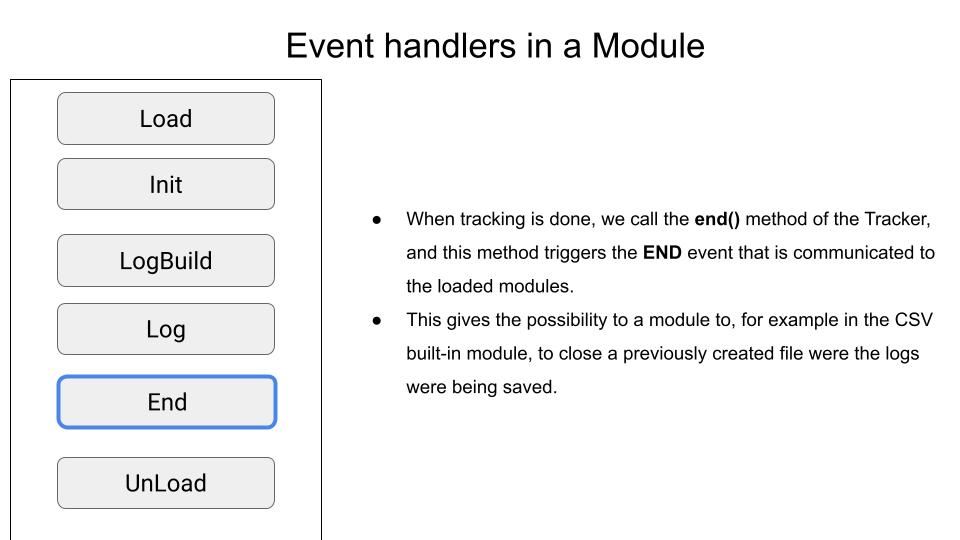 Event handlers in a Module
Load
Init
LogBuild
Log
End
UnLoad
● When tracking is done, we call the end() method of the Tracker,
and this method triggers the END event that is communicated to
the loaded modules.
● This gives the possibility to a module to, for example in the CSV
built-in module, to close a previously created file were the logs
were being saved.